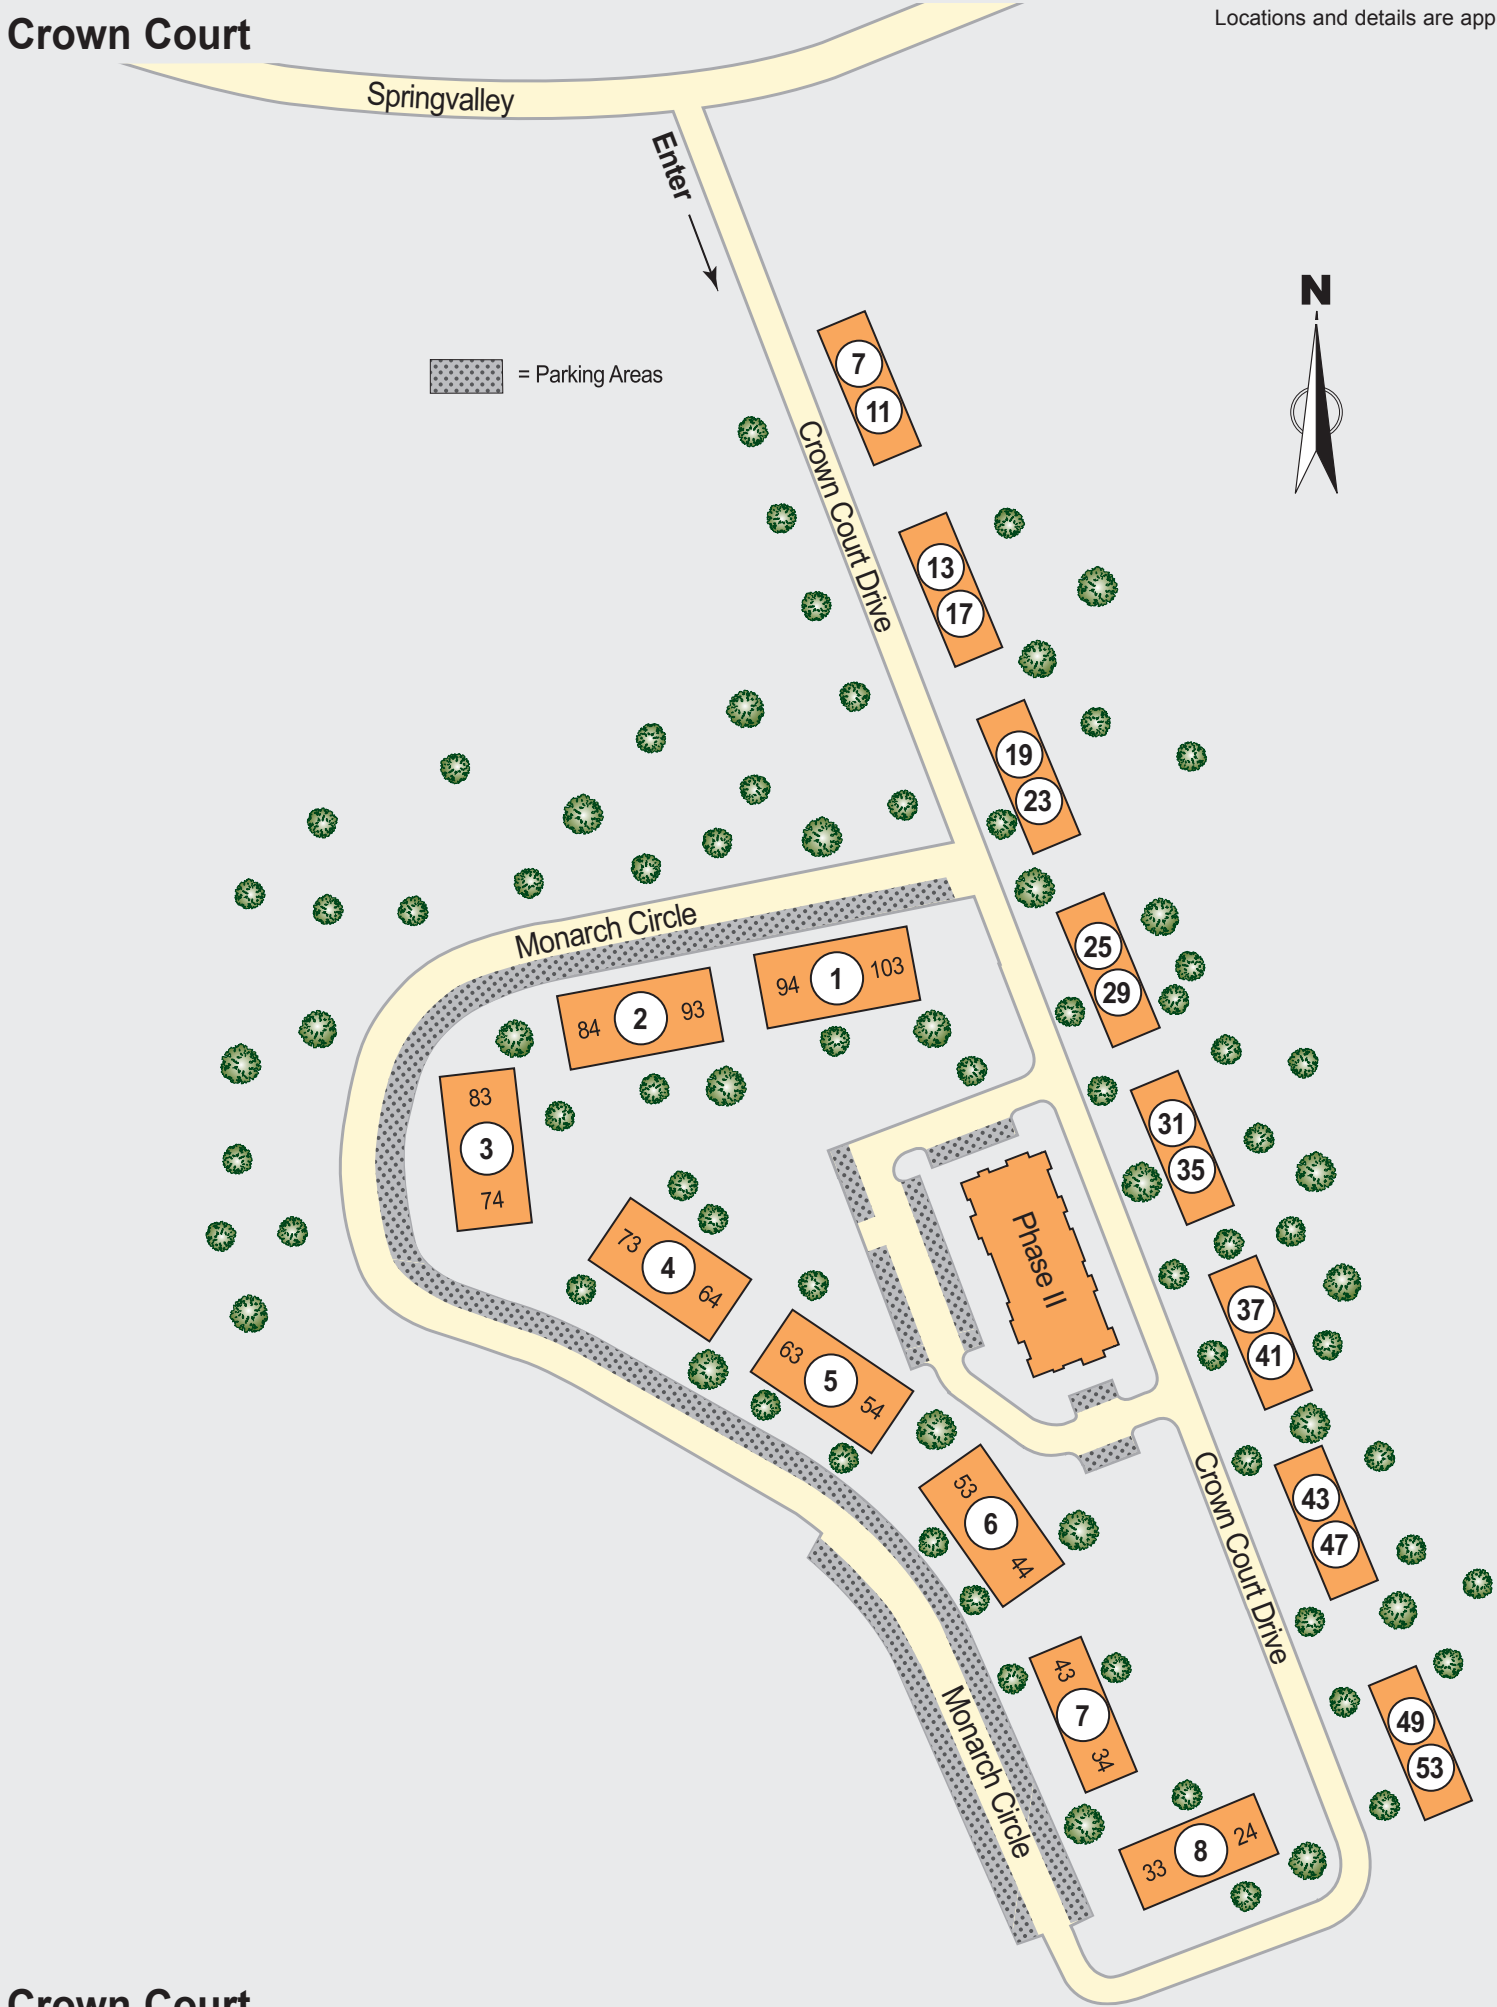 Crown Court
Locations and details are app
Springvalley
Enter
N
= Parking Areas
7
11
Crown Court Drive
13
17
19
23
Monarch Circle
25
29
94 1 103
84 2 93
83
3
74
31
35
Phase II
73 4 64
37
41
63 5 54
43
47
53 6 44
Crown Court Drive
43
7
34
Monarch Circle
49
53
33 8 24
Crown Court